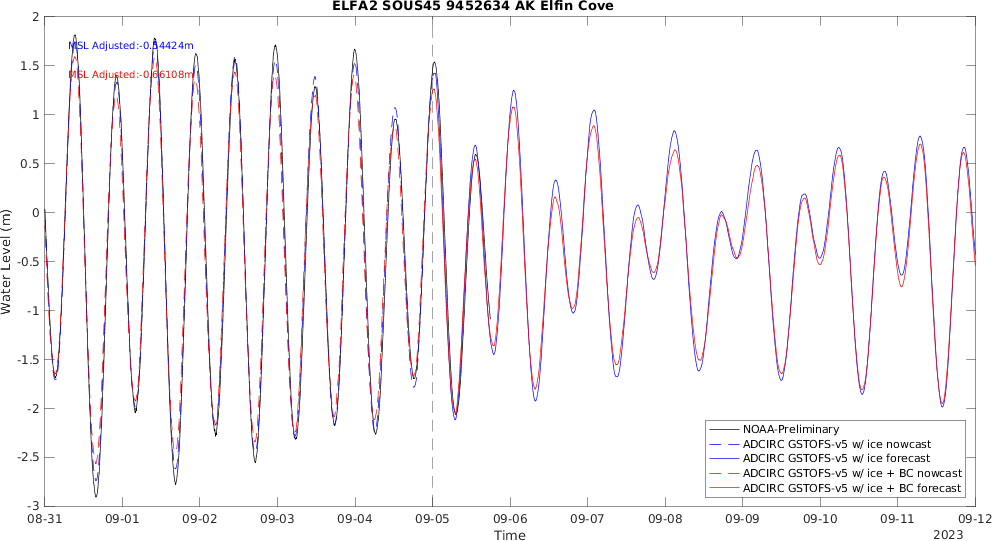 ELFA2 SOUS45 9452634 AK Elfin Cove
2
1.5
1
0.5
0
-0.5
-1
-1.5
-2
-2.5
-3
Water Level (m)
MSL Adjusted:-0.54424m
MSL Adjusted:-0.66108m
NOAA-Preliminary
ADCIRC GSTOFS-v5 w/ ice nowcast
ADCIRC GSTOFS-v5 w/ ice forecast
ADCIRC GSTOFS-v5 w/ ice + BC nowcast
ADCIRC GSTOFS-v5 w/ ice + BC forecast
08-31 09-01 09-02 09-03 09-04 09-05 09-06 09-07 09-08 09-09 09-10 09-11 09-12
Time
2023